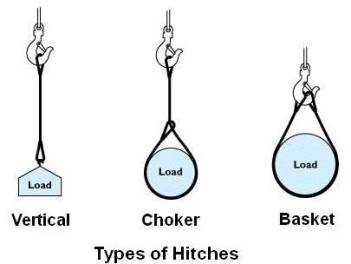 Load
Load
Load
Vertical
Choker
Basket
Types of Hitches